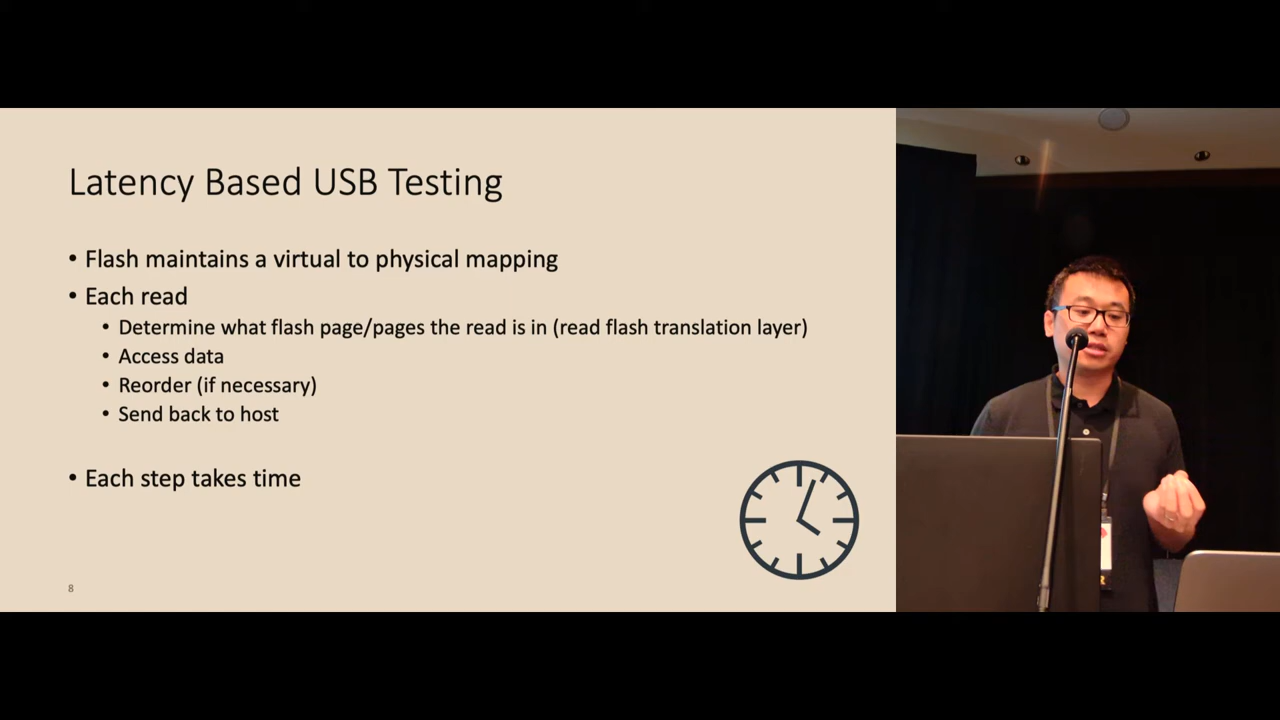 Latency Based USB Testing
• Flash maintains a virtual to physical mapping
• Each read
• Determine what flash page/pages the read is in (read flash translation layer)
• Access data
• Reorder (if necessary)
• Send back to host
• Each step takes time
8